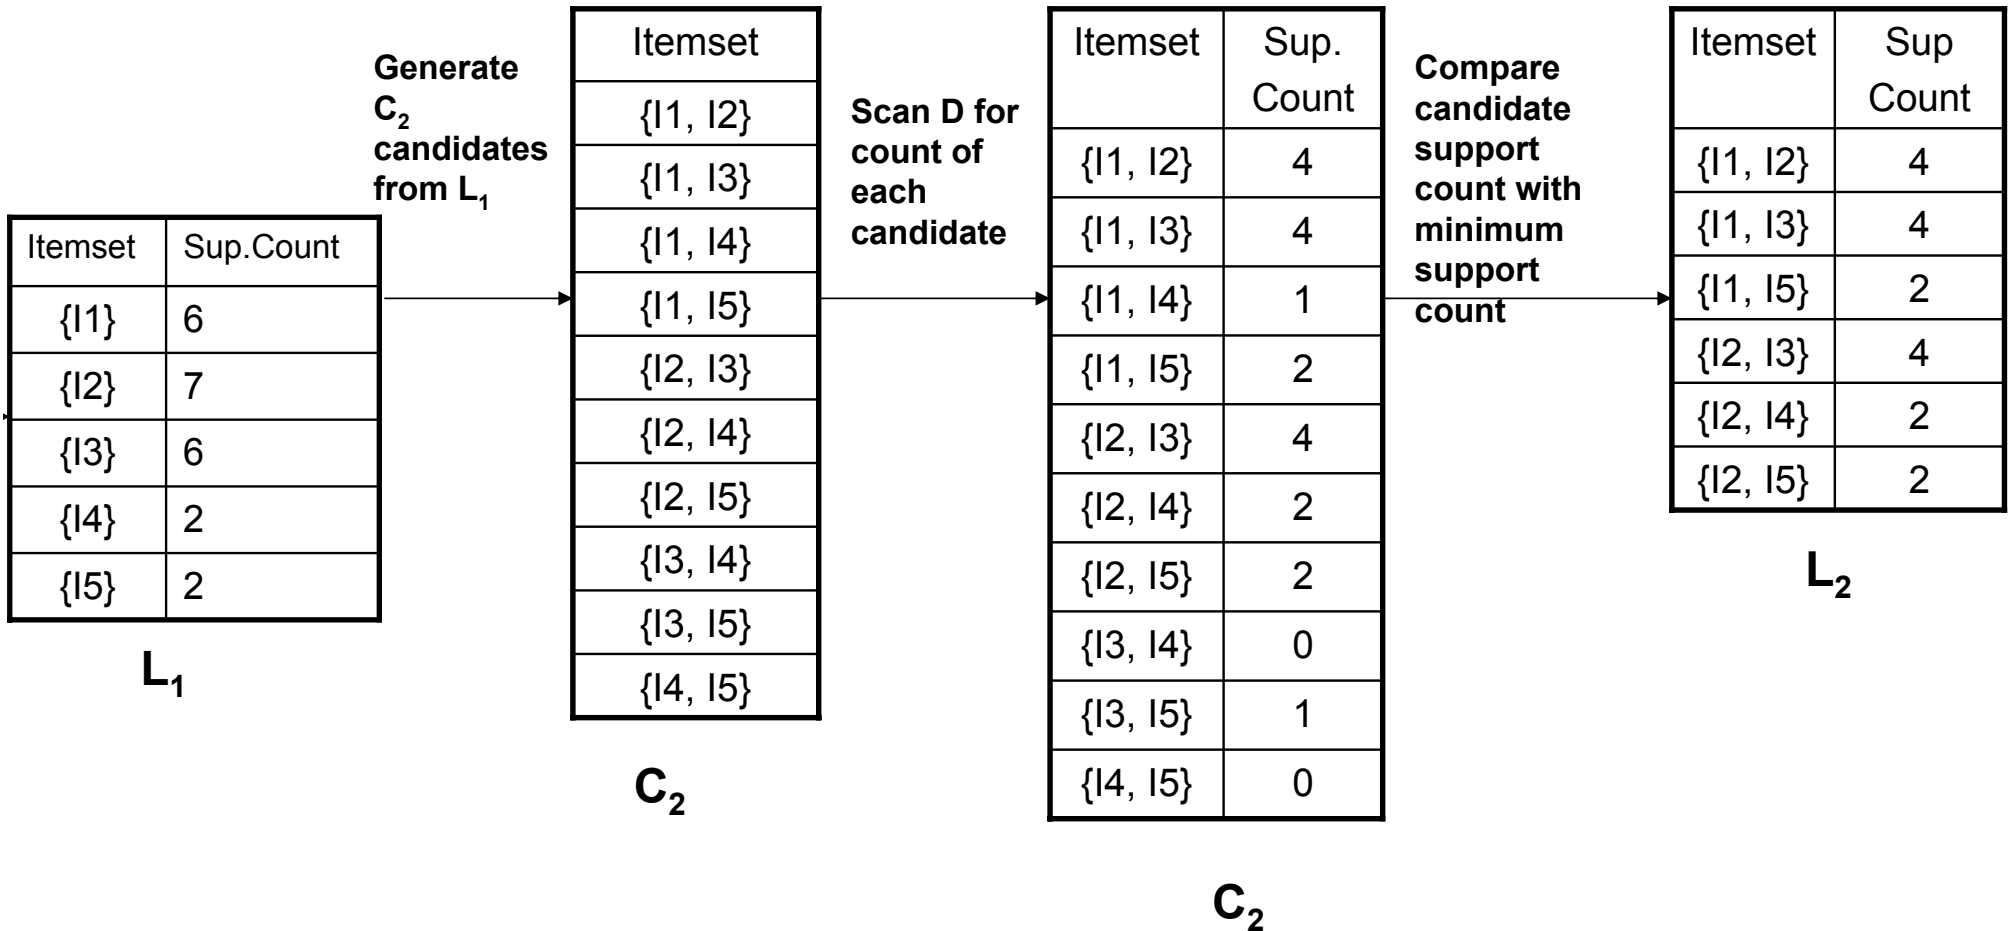 Itemset Sup.Count
{I1} 6
{I2} 7
{I3} 6
{I4} 2
{I5} 2
L1
Generate
C2
candidates
from L1
Itemset
{I1, I2}
{I1, I3}
{I1, I4}
{I1, I5}
{I2, I3}
{I2, I4}
{I2, I5}
{I3, I4}
{I3, I5}
{I4, I5}
C2
Scan D for
count of
each
candidate
Itemset Sup.
Count
{I1, I2} 4
{I1, I3} 4
{I1, I4} 1
{I1, I5} 2
{I2, I3} 4
{I2, I4} 2
{I2, I5} 2
{I3, I4} 0
{I3, I5} 1
{I4, I5} 0
C2
Compare
candidate
support
count with
minimum
support
count
Itemset Sup
Count
{I1, I2} 4
{I1, I3} 4
{I1, I5} 2
{I2, I3} 4
{I2, I4} 2
{I2, I5} 2
L2